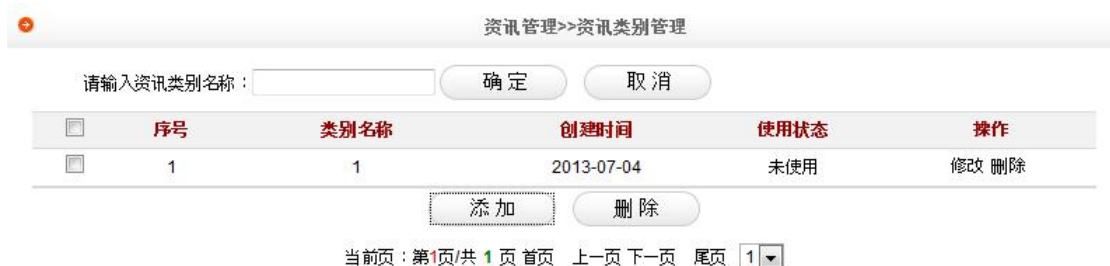 资讯管理>>资讯类别管理
请输入资讯类别名称： 确定 取消
序号 类别名称 创建时间 使用状态 操作
1 1 2013-07-04 未使用 修改 删除
添加 删除
当前页：第1页/共 1 页 首页 上一页 下一页 尾页 1